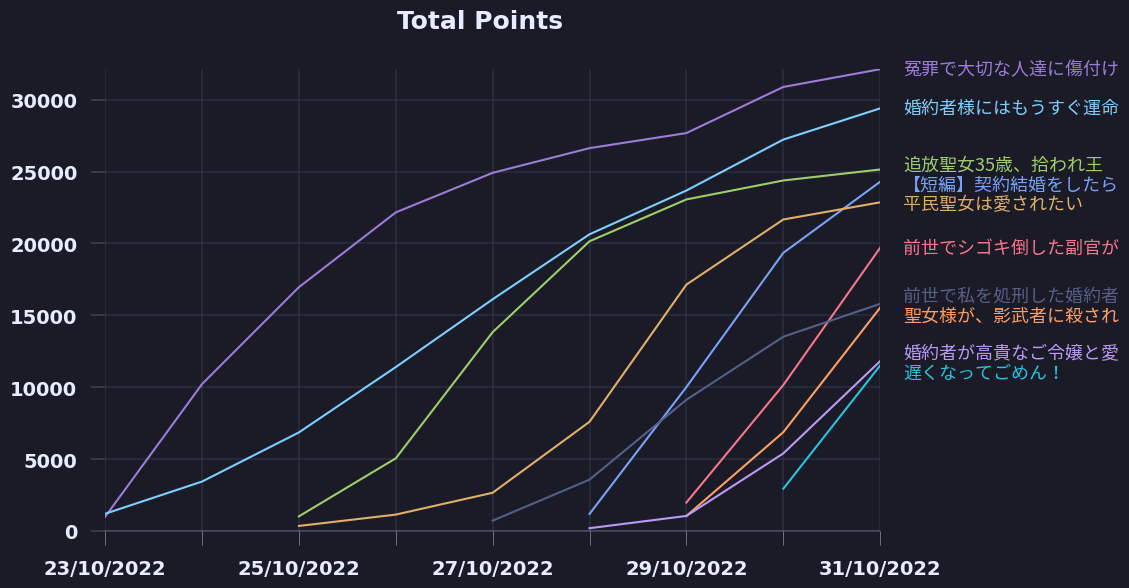 Total Points
30000
25000
20000
15000
10000
5000
0
23/10/2022
25/10/2022
27/10/2022
29/10/2022
31/10/2022
冤罪で大切な人達に傷付け
婚約者様にはもうすぐ運命
追放聖女35歳、拾われ王
【短編】契約結婚をしたら
平民聖女は愛されたい
前世でシゴキ倒した副官が
前世で私を処刑した婚約者
聖女様が、影武者に殺され
婚約者が高貴なご令嬢と愛
遅くなってごめん！